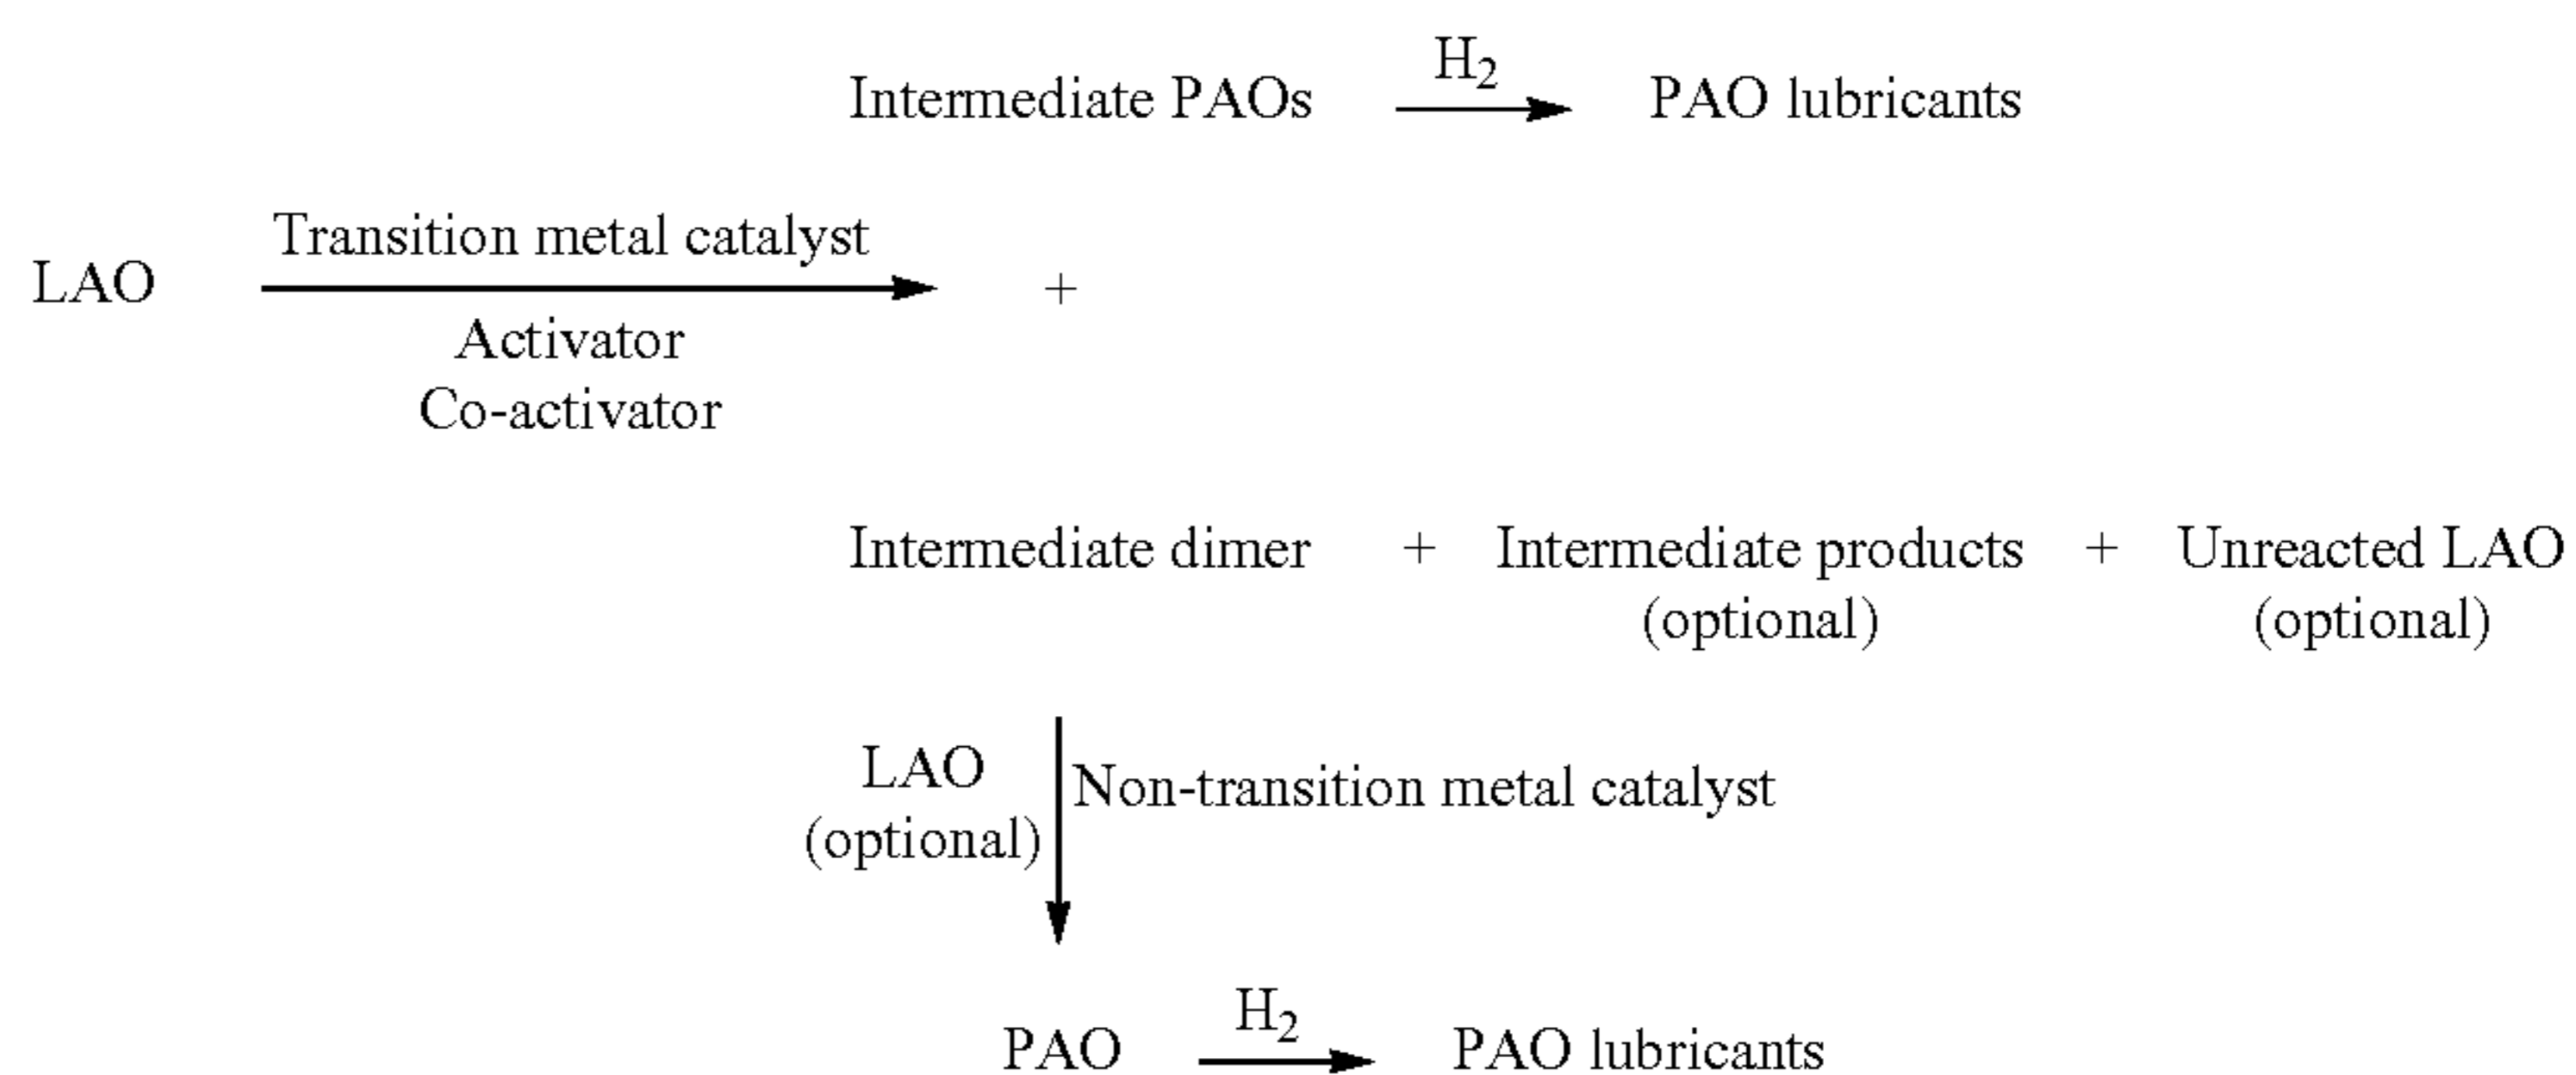 Intermediate PAOs H2 PAO lubricants
LAO Transition metal catalyst +
Activator
Co-activator
Intermediate dimer + Intermediate products + Unreacted LAO
(optional) (optional)
LAO Non-transition metal catalyst
(optional)
PAO H2 PAO lubricants